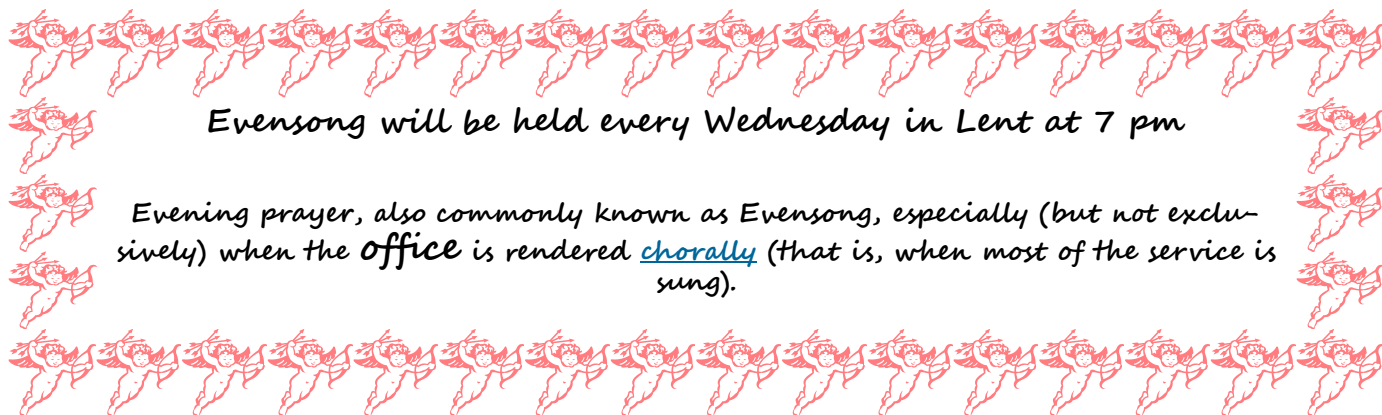 Evensong will be held every Wednesday in Lent at 7 pm
Evening prayer, also commonly known as Evensong, especially (but not exclu-
sively) when the office is rendered chorally (that is, when most of the service is
sung).